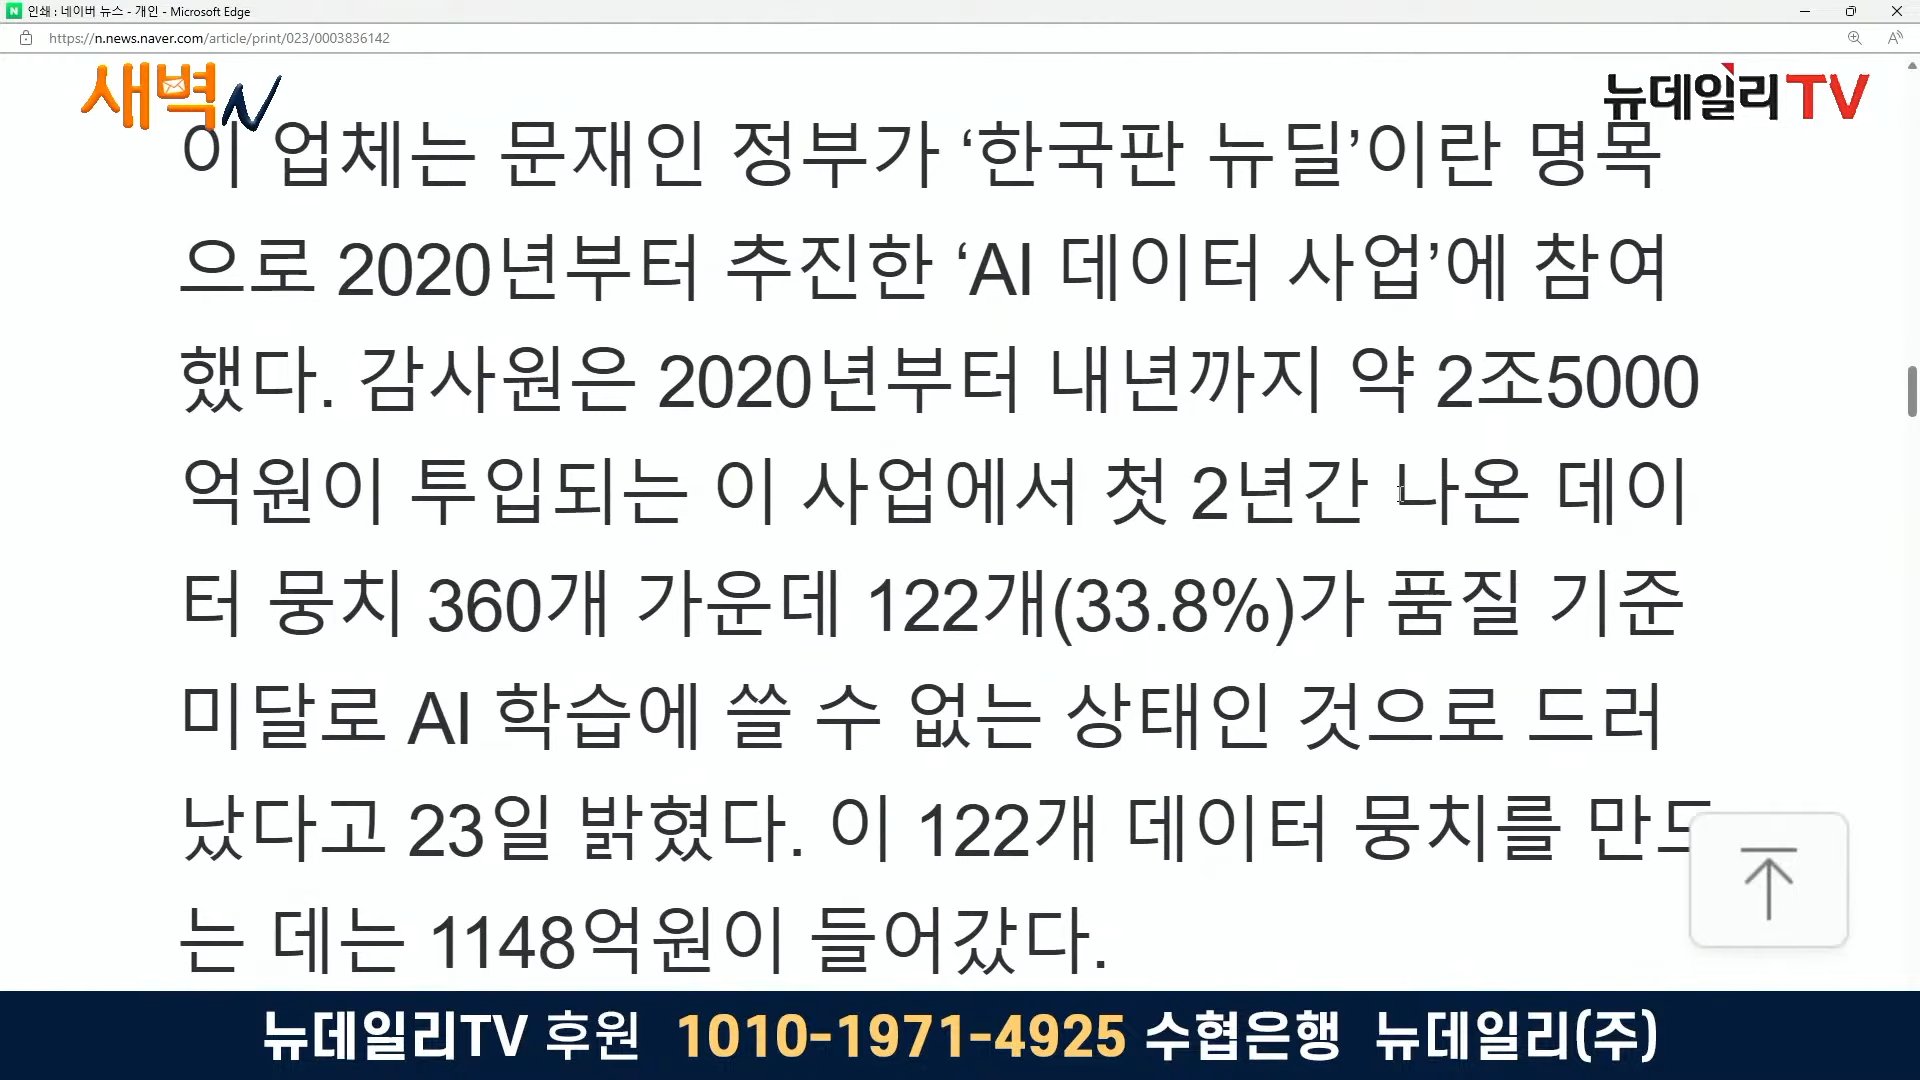 인쇄 : 네이버 뉴스 - 개인 - Microsoft Edge
https://n.news.naver.com/article/print/023/0003836142
새벽N
뉴데일리TV
이 업체는 문재인 정부가 ‘한국판 뉴딜’이란 명목
으로 2020년부터 추진한 ‘AI 데이터 사업’에 참여
했다. 감사원은 2020년부터 내년까지 약 2조5000
억원이 투입되는 이 사업에서 첫 2년간 나온 데이
터 뭉치 360개 가운데 122개(33.8%)가 품질 기준
미달로 AI 학습에 쓸 수 없는 상태인 것으로 드러
났다고 23일 밝혔다. 이 122개 데이터 뭉치를 만드
는 데는 1148억원이 들어갔다.
뉴데일리TV 후원 1010-1971-4925 수협은행 뉴데일리(주)